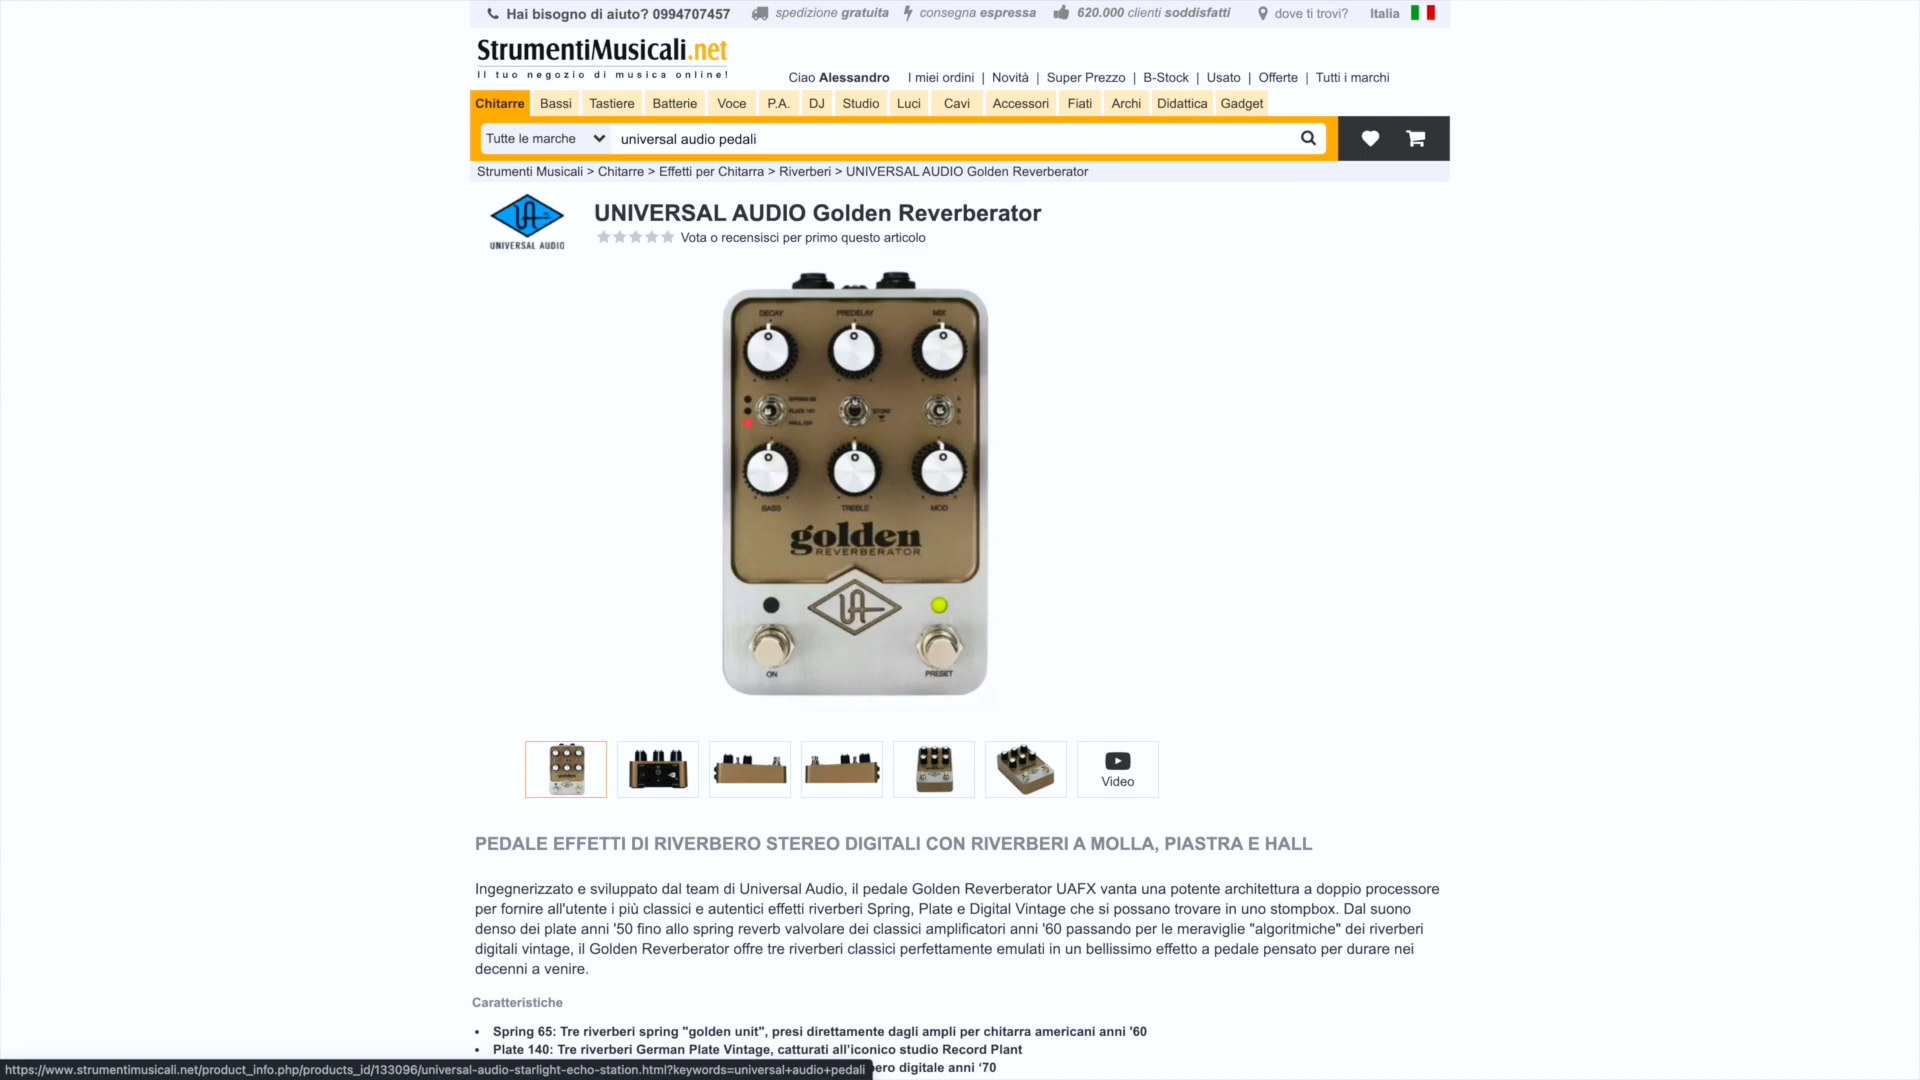 Hai bisogno di aiuto? 0994707457 spedizione gratuita consegna espressa 620.000 clienti soddisfatti dove ti trovi? Italia
StrumentiMusicali.net
Il tuo negozio di musica online!
Ciao Alessandro I miei ordini | Novità | Super Prezzo | B-Stock | Usato | Offerte | Tutti i marchi
Chitarre Bassi Tastiere Batterie Voce P.A. DJ Studio Luci Cavi Accessori Fiati Archi Didattica Gadget
Tutte le marche universal audio pedali
Strumenti Musicali > Chitarre > Effetti per Chitarra > Riverberi > UNIVERSAL AUDIO Golden Reverberator
UNIVERSAL AUDIO
UNIVERSAL AUDIO Golden Reverberator
Vota o recensisci per primo questo articolo
DECAY PREDELAY MIX
SPRING 65
PLATE 140
HALL 224
STORE
A
B
C
BASS TREBLE MOD
golden
REVERBERATOR
UA
ON PRESET
Video
PEDALE EFFETTI DI RIVERBERO STEREO DIGITALI CON RIVERBERI A MOLLA, PIASTRA E HALL
Ingegnerizzato e sviluppato dal team di Universal Audio, il pedale Golden Reverberator UAFX vanta una potente architettura a doppio processore
per fornire all'utente i più classici e autentici effetti riverberi Spring, Plate e Digital Vintage che si possano trovare in uno stompbox. Dal suono
denso dei plate anni '50 fino allo spring reverb valvolare dei classici amplificatori anni '60 passando per le meraviglie "algoritmiche" dei riverberi
digitali vintage, il Golden Reverberator offre tre riverberi classici perfettamente emulati in un bellissimo effetto a pedale pensato per durare nei
decenni a venire.
Caratteristiche
• Spring 65: Tre riverberi spring "golden unit", presi direttamente dagli ampli per chitarra americani anni '60
• Plate 140: Tre riverberi German Plate Vintage, catturati all'iconico studio Record Plant
ero digitale anni '70
https://www.strumentimusicali.net/product_info.php/products_id/133096/universal-audio-starlight-echo-station.html?keywords=universal+audio+pedali